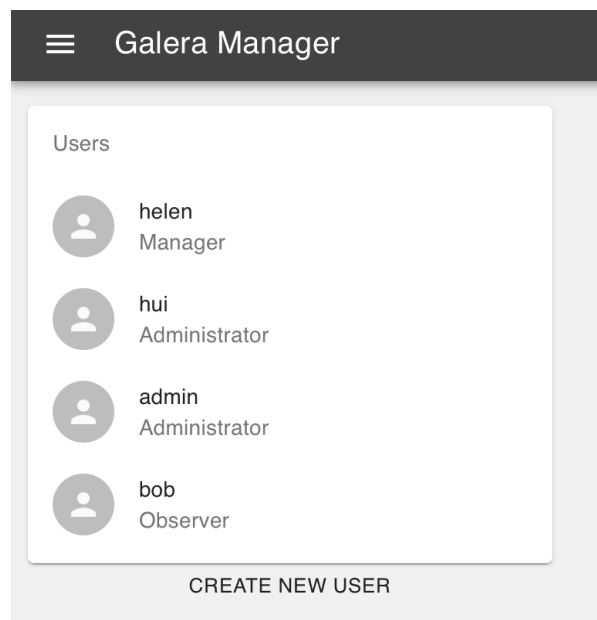 Galera Manager
Users
helen
Manager
hui
Administrator
admin
Administrator
bob
Observer
CREATE NEW USER